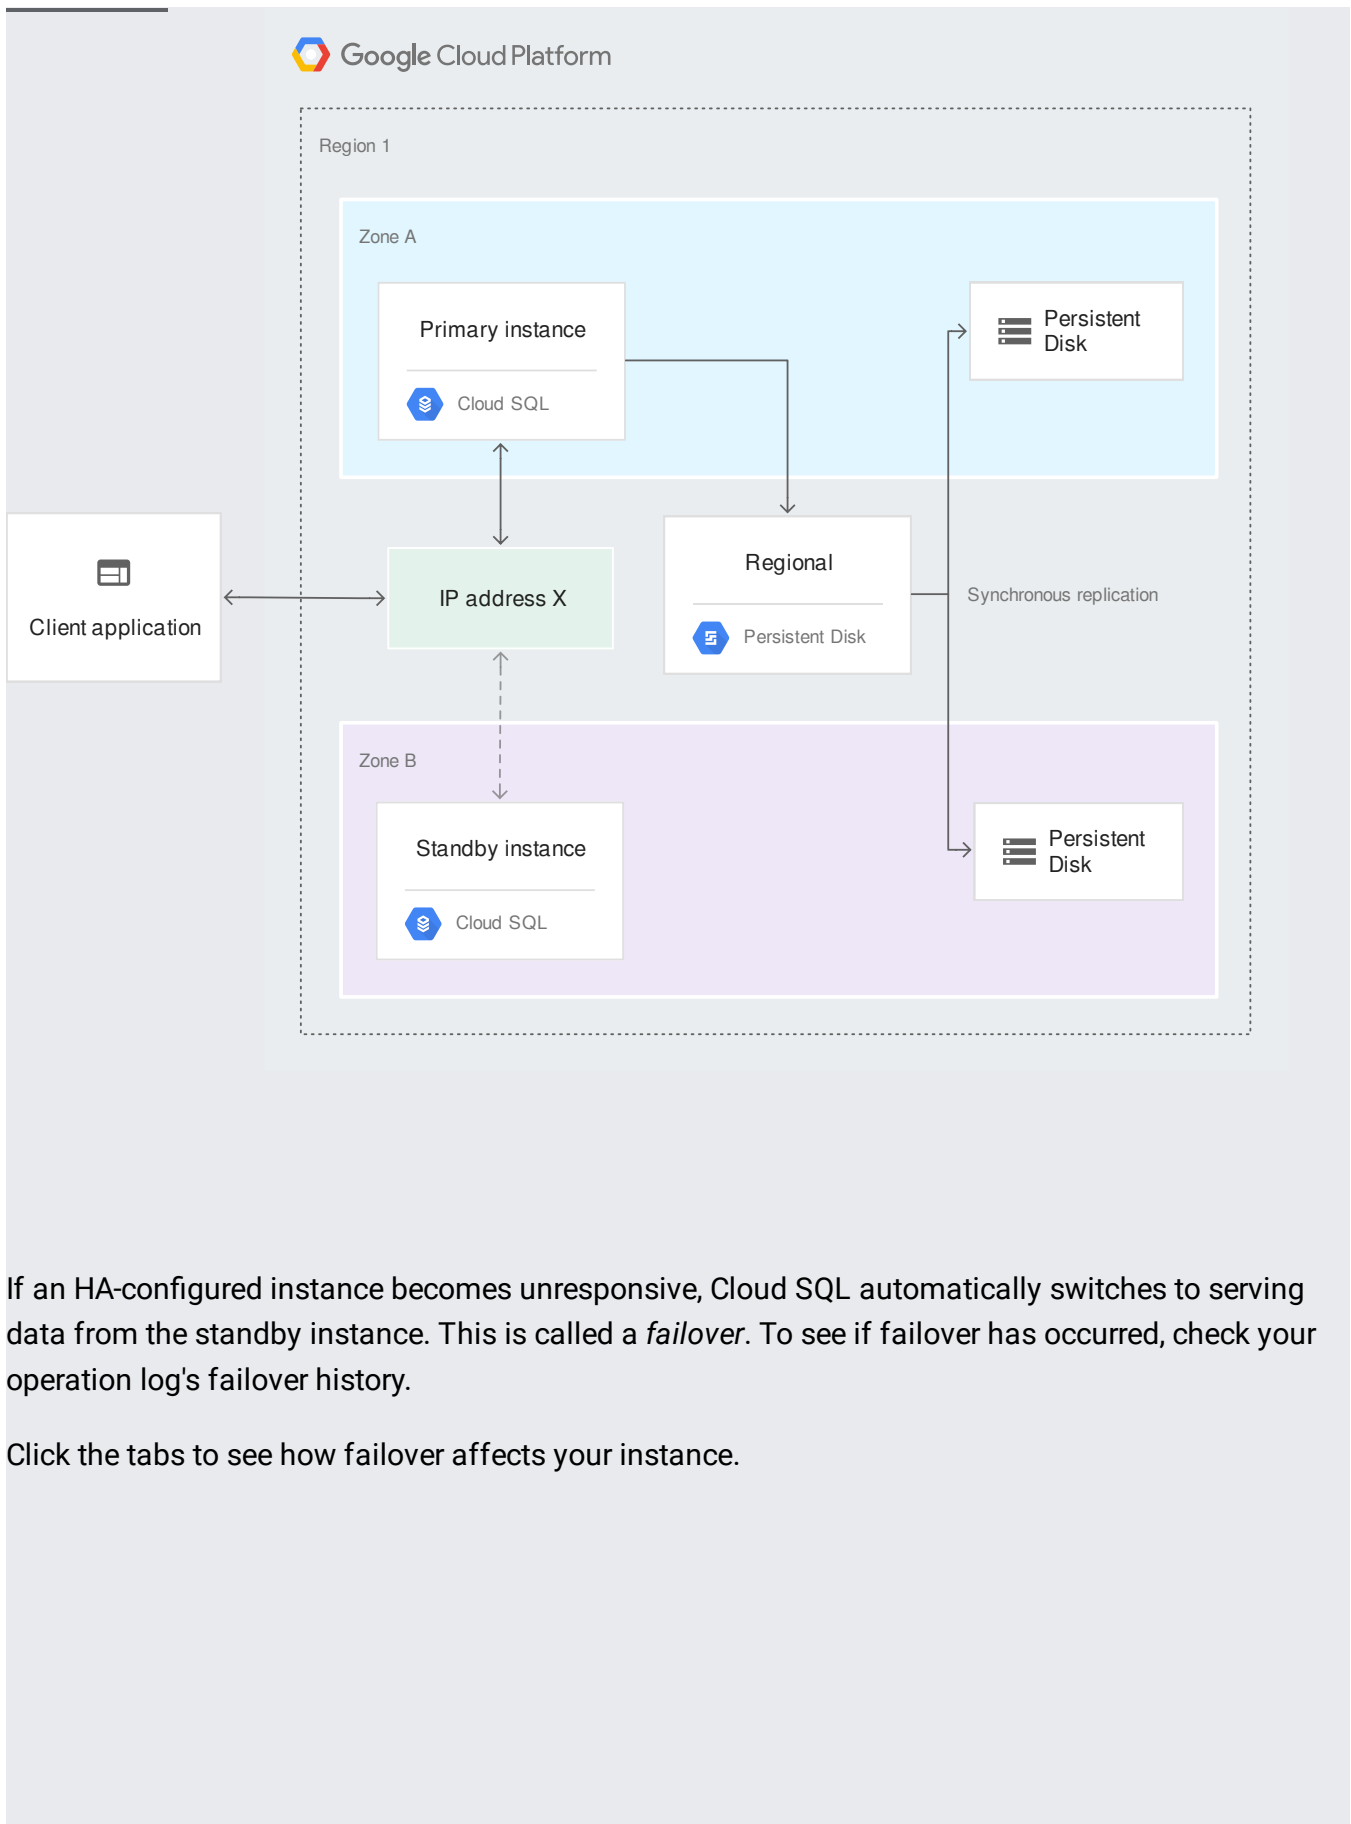 Google Cloud Platform
Region 1
Zone A
Primary instance
Cloud SQL
Persistent
Disk
Client application
IP address X
Regional
Persistent Disk
Synchronous replication
Zone B
Standby instance
Cloud SQL
Persistent
Disk
If an HA-configured instance becomes unresponsive, Cloud SQL automatically switches to serving
data from the standby instance. This is called a failover. To see if failover has occurred, check your
operation log's failover history.
Click the tabs to see how failover affects your instance.